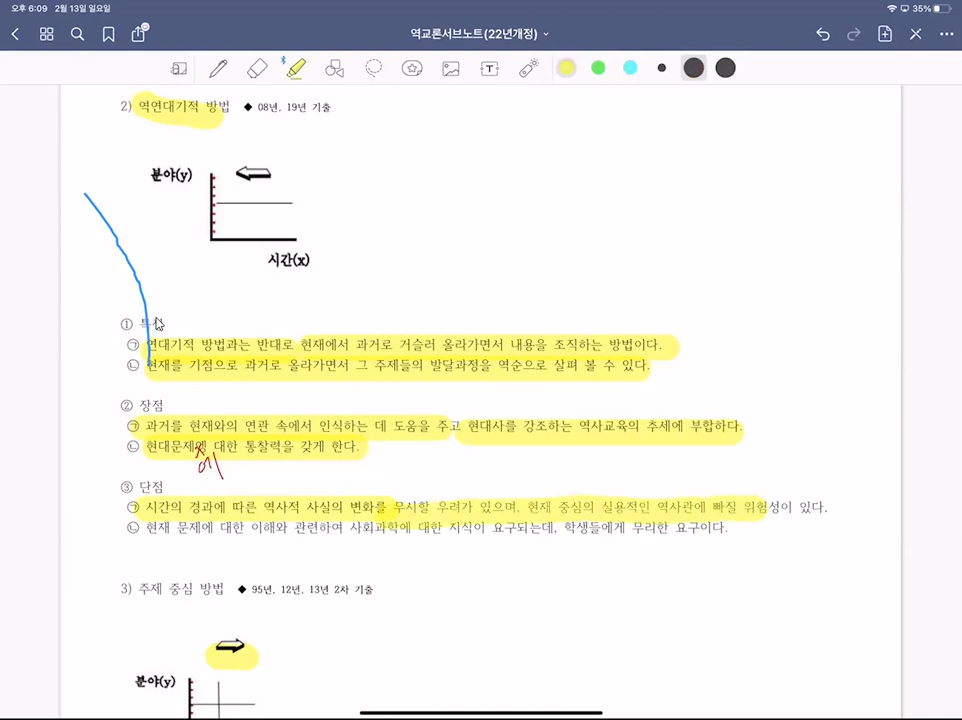 오후 6:09 2월 13일 일요일 35%
역교론서브노트(22년개정)
2) 역연대기적 방법 ◆ 08년, 19년 기출
분야(y)
시간(x)
①
㉠ 연대기적 방법과는 반대로 현재에서 과거로 거슬러 올라가면서 내용을 조직하는 방법이다.
㉡ 현재를 기점으로 과거로 올라가면서 그 주제들의 발달과정을 역순으로 살펴 볼 수 있다.
② 장점
㉠ 과거를 현재와의 연관 속에서 인식하는 데 도움을 주고 현대사를 강조하는 역사교육의 추세에 부합하다.
㉡ 현대문제 대한 통찰력을 갖게 한다.
에
③ 단점
㉠ 시간의 경과에 따른 역사적 사실의 변화를 무시할 우려가 있으며, 현재 중심의 실용적인 역사관에 빠질 위험성이 있다.
㉡ 현재 문제에 대한 이해와 관련하여 사회과학에 대한 지식이 요구되는데, 학생들에게 무리한 요구이다.
3) 주제 중심 방법 ◆ 95년, 12년, 13년 2차 기출
분야(y)